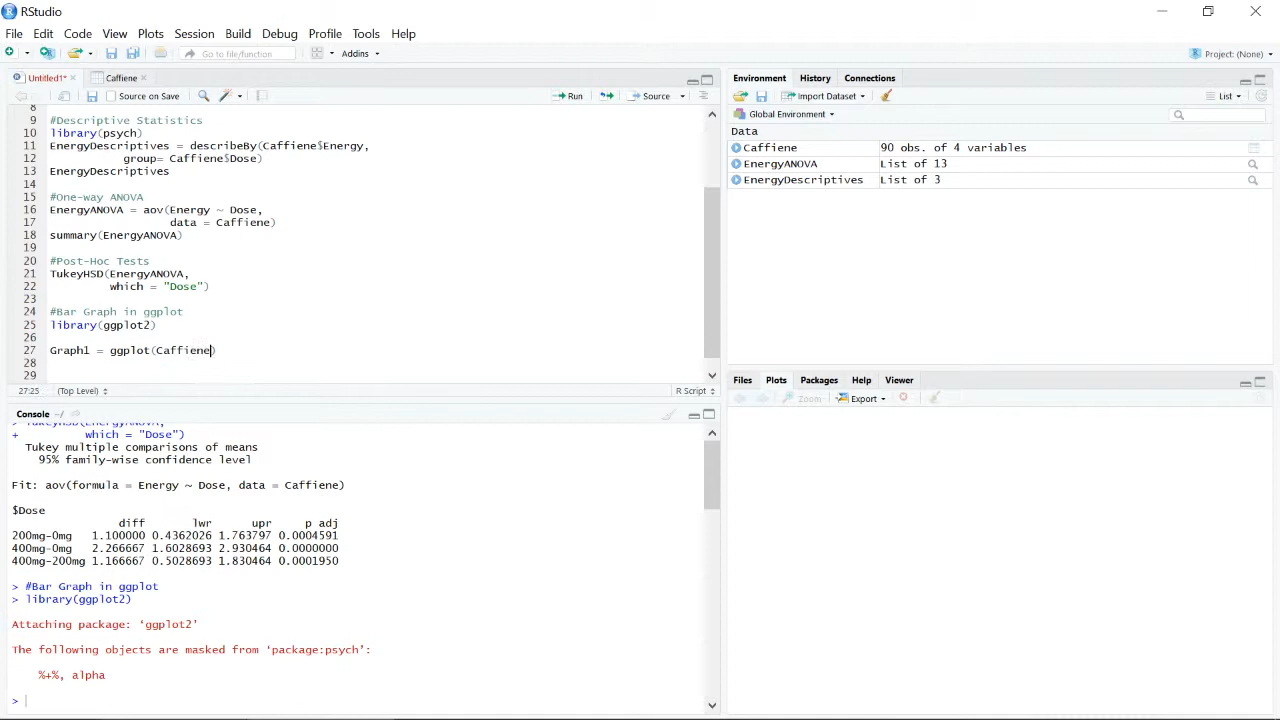 RStudio
File Edit Code View Plots Session Build Debug Profile Tools Help
Go to file/function Addins Project: (None)
Untitled1* Caffiene
Source on Save Run Source
8
9 #Descriptive Statistics
10 library(psych)
11 EnergyDescriptives = describeBy(Caffiene$Energy,
12 group= Caffiene$Dose)
13 EnergyDescriptives
14
15 #One-way ANOVA
16 EnergyANOVA = aov(Energy ~ Dose,
17 data = Caffiene)
18 summary(EnergyANOVA)
19
20 #Post-Hoc Tests
21 TukeyHSD(EnergyANOVA,
22 which = "Dose")
23
24 #Bar Graph in ggplot
25 library(ggplot2)
26
27 Graph1 = ggplot(Caffiene)
28
29
27:25 (Top Level) R Script
Console ~/
> TukeyHSD(EnergyANOVA,
+ which = "Dose")
Tukey multiple comparisons of means
95% family-wise confidence level
Fit: aov(formula = Energy ~ Dose, data = Caffiene)
$Dose
diff lwr upr p adj
200mg-0mg 1.100000 0.4362026 1.763797 0.0004591
400mg-0mg 2.266667 1.6028693 2.930464 0.0000000
400mg-200mg 1.166667 0.5028693 1.830464 0.0001950
> #Bar Graph in ggplot
> library(ggplot2)
Attaching package: ‘ggplot2’
The following objects are masked from ‘package:psych’:
%+%, alpha
>
Environment History Connections
Import Dataset List
Global Environment
Data
Caffiene 90 obs. of 4 variables
EnergyANOVA List of 13
EnergyDescriptives List of 3
Files Plots Packages Help Viewer
Zoom Export